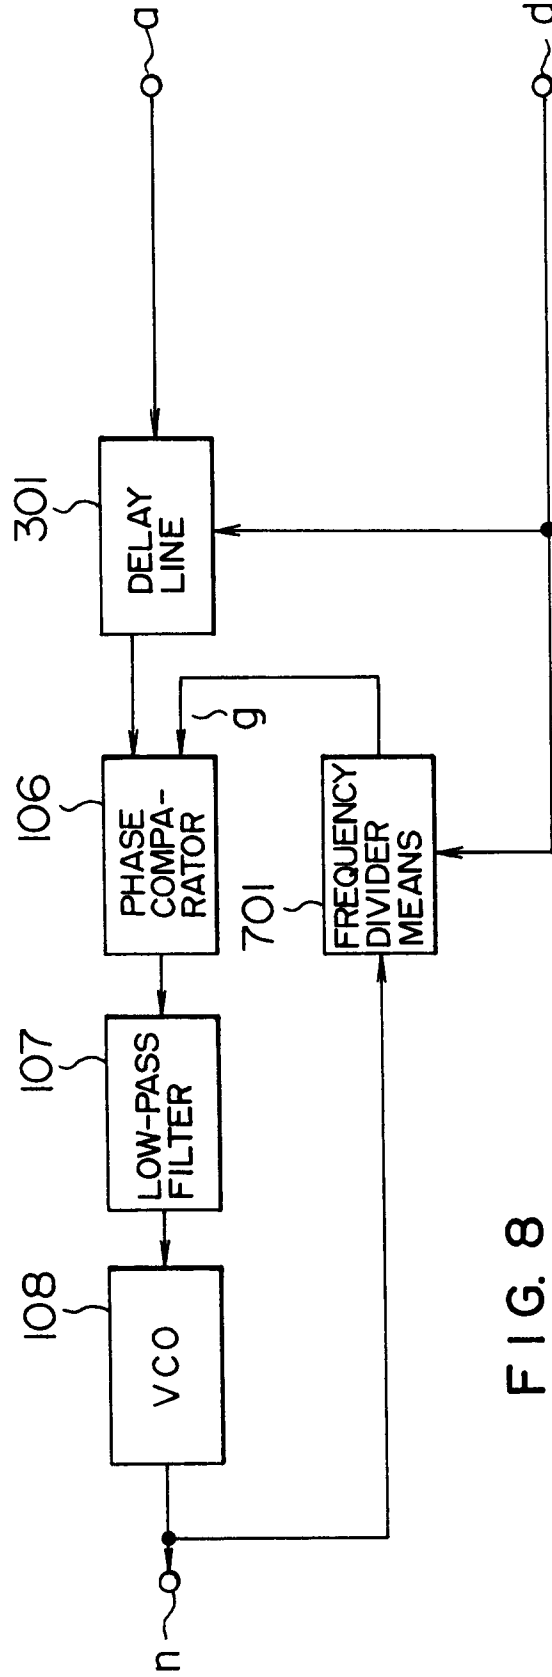 a
d
301
DELAY
LINE
106
PHASE
COMPA-
RATOR
g
701
FREQUENCY
DIVIDER
MEANS
107
LOW-PASS
FILTER
108
VCO
n
FIG. 8